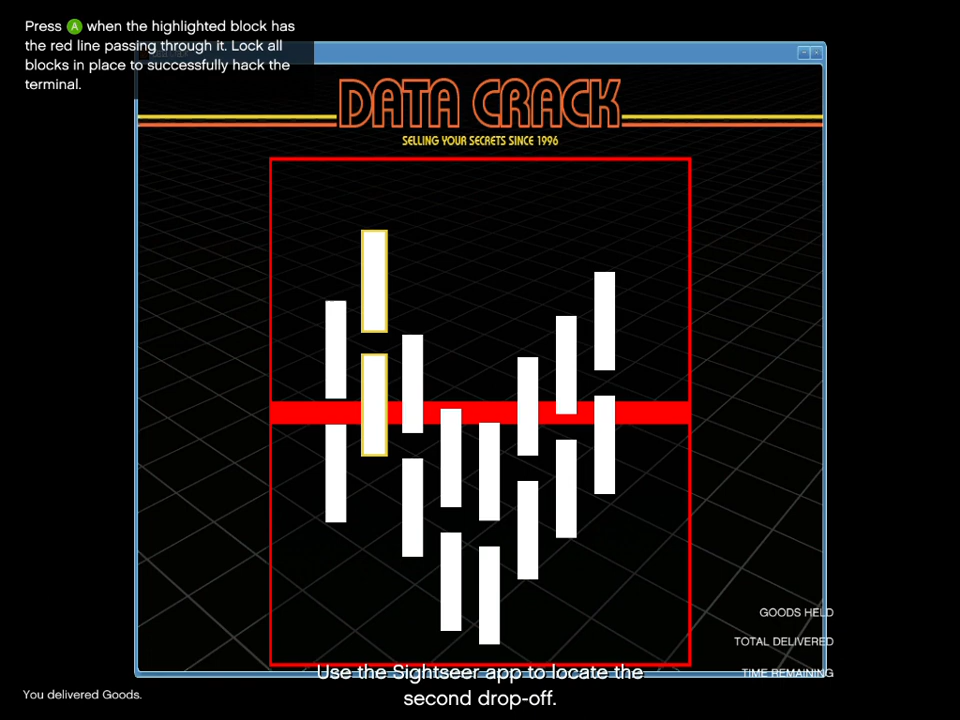 Press A when the highlighted block has
the red line passing through it. Lock all
blocks in place to successfully hack the
terminal.
DATA CRACK
SELLING YOUR SECRETS SINCE 1996
GOODS HELD
TOTAL DELIVERED
TIME REMAINING
Use the Sightseer app to locate the
second drop-off.
You delivered Goods.